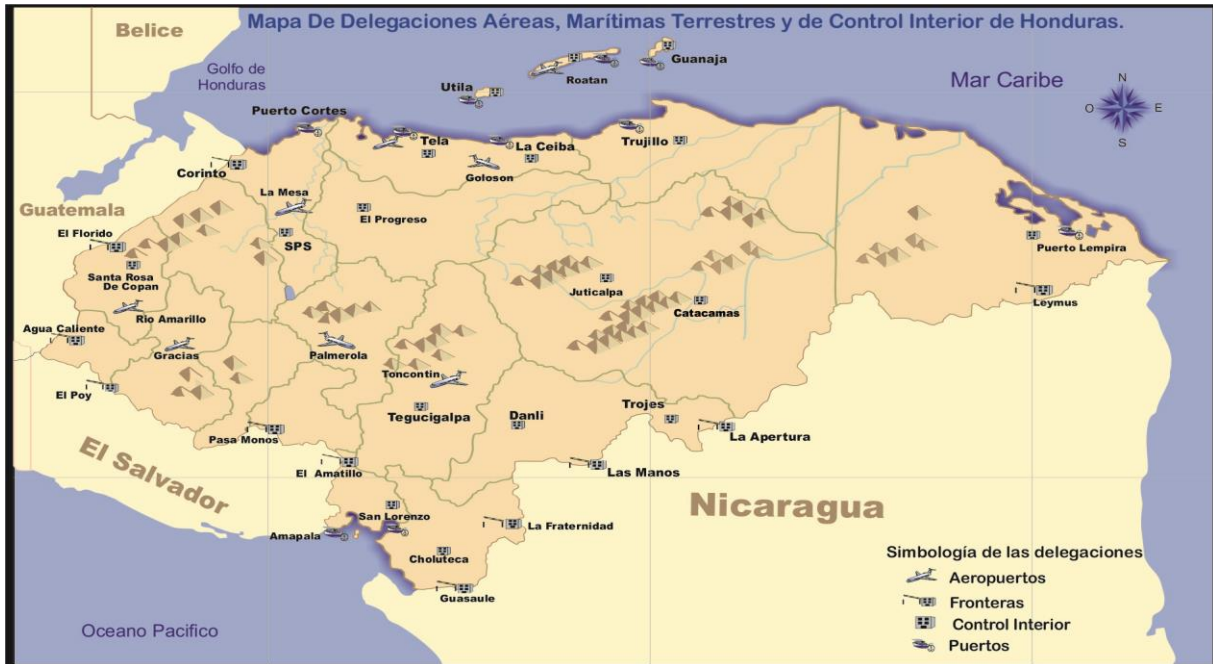 Mapa De Delegaciones Aéreas, Marítimas Terrestres y de Control Interior de Honduras.
Belice
Golfo de
Honduras
Mar Caribe
N
O
E
S
Guanaja
Roatan
Utila
Puerto Cortes
Tela
La Ceiba
Trujillo
Corinto
Goloson
La Mesa
Guatemala
El Progreso
El Florido
SPS
Puerto Lempira
Santa Rosa
De Copan
Juticalpa
Catacamas
Leymus
Rio Amarillo
Agua Caliente
Gracias
Palmerola
Toncontin
El Poy
Tegucigalpa
Danli
Trojes
Pasa Monos
La Apertura
El Amatillo
Las Manos
El Salvador
Nicaragua
San Lorenzo
La Fraternidad
Amapala
Choluteca
Guasaule
Oceano Pacifico
Simbología de las delegaciones
Aeropuertos
Fronteras
Control Interior
Puertos